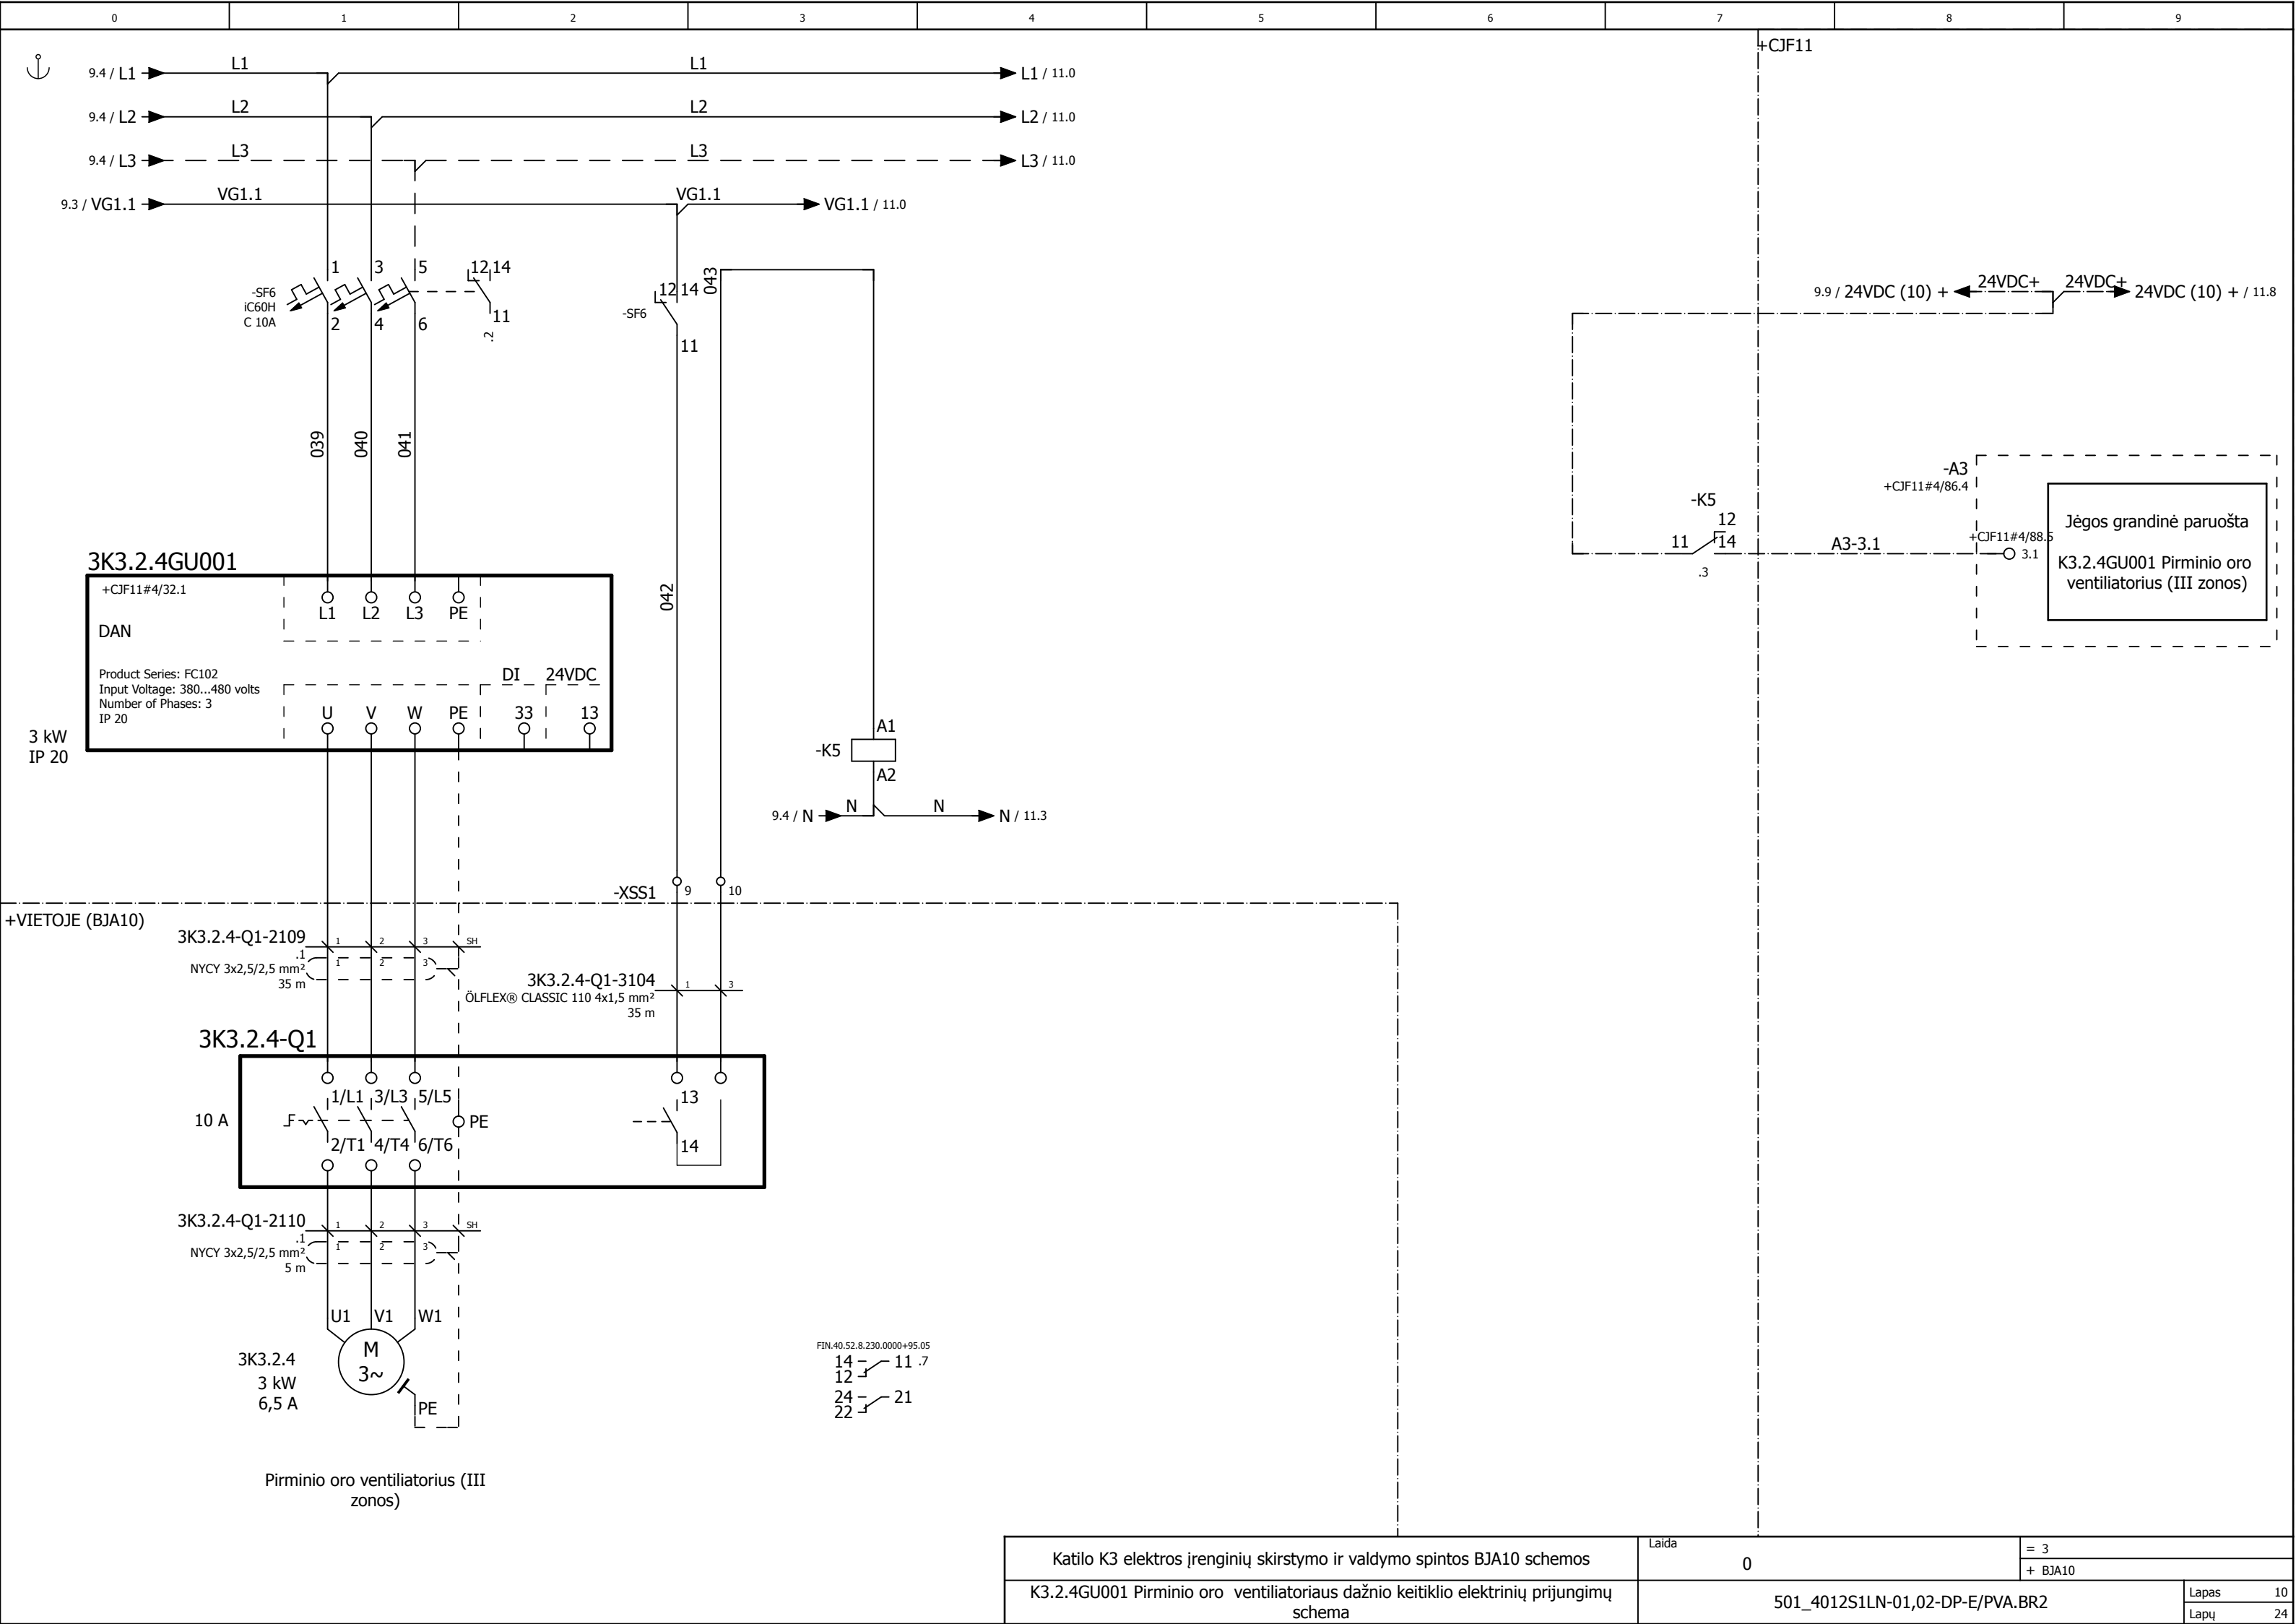 0 1 2 3 4 5 6 7 8 9
+CJF11
9.4 / L1 L1 L1 L1 / 11.0
9.4 / L2 L2 L2 L2 / 11.0
9.4 / L3 L3 L3 L3 / 11.0
9.3 / VG1.1 VG1.1 VG1.1 VG1.1 / 11.0
-SF6
iC60H
C 10A
1 3 5 12 14
2 4 6 11
.2
-SF6
12 14
11
043
9.9 / 24VDC (10) + 24VDC+ 24VDC+ 24VDC (10) + / 11.8
039 040 041
042
-A3
+CJF11#4/86.4
-K5
12
11 14
.3
A3-3.1
+CJF11#4/88.5
3.1
Jėgos grandinė paruošta
K3.2.4GU001 Pirminio oro
ventiliatorius (III zonos)
3K3.2.4GU001
+CJF11#4/32.1
DAN
L1 L2 L3 PE
Product Series: FC102
Input Voltage: 380...480 volts
Number of Phases: 3
IP 20
DI 24VDC
U V W PE 33 13
3 kW
IP 20
-K5
A1
A2
9.4 / N N N N / 11.3
-XSS1 9 10
+VIETOJE (BJA10)
3K3.2.4-Q1-2109
.1
NYCY 3x2,5/2,5 mm²
35 m
1 2 3 SH
1 2 3
3K3.2.4-Q1-3104
ÖLFLEX® CLASSIC 110 4x1,5 mm²
35 m
1 3
3K3.2.4-Q1
10 A
1/L1 3/L3 5/L5
PE
2/T1 4/T4 6/T6
13
14
3K3.2.4-Q1-2110
.1
NYCY 3x2,5/2,5 mm²
5 m
1 2 3 SH
1 2 3
U1 V1 W1
M
3~
PE
3K3.2.4
3 kW
6,5 A
FIN.40.52.8.230.0000+95.05
14 11 .7
12
24 21
22
Pirminio oro ventiliatorius (III
zonos)
Katilo K3 elektros įrenginių skirstymo ir valdymo spintos BJA10 schemos
Laida
0
= 3
+ BJA10
K3.2.4GU001 Pirminio oro ventiliatoriaus dažnio keitiklio elektrinių prijungimų
schema
501_4012S1LN-01,02-DP-E/PVA.BR2
Lapas 10
Lapų 24